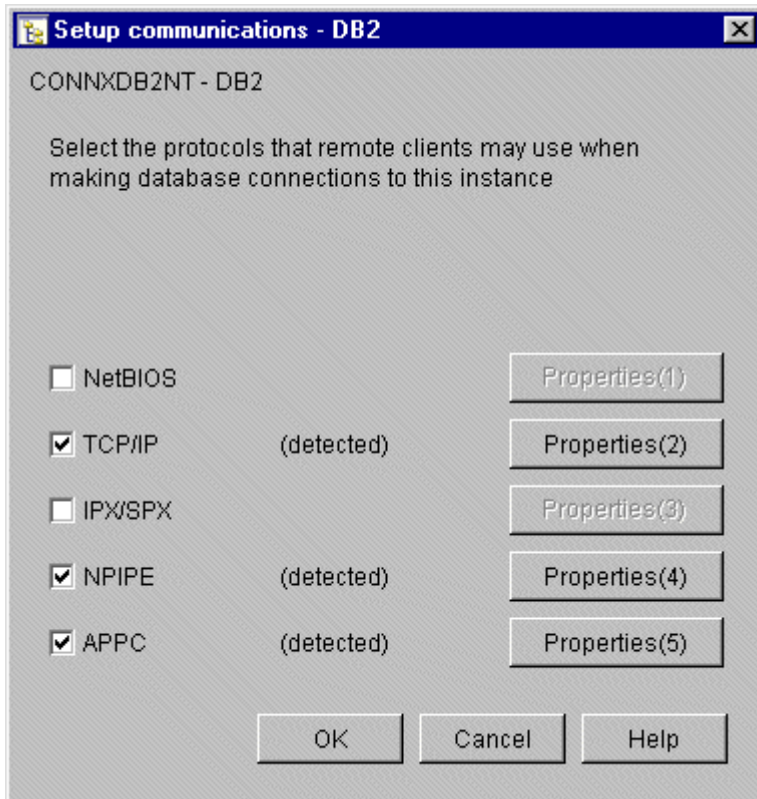 Setup communications - DB2
CONNXDB2NT - DB2
Select the protocols that remote clients may use when
making database connections to this instance
NetBIOS Properties(1)
TCP/IP (detected) Properties(2)
IPX/SPX Properties(3)
NPIPE (detected) Properties(4)
APPC (detected) Properties(5)
OK Cancel Help